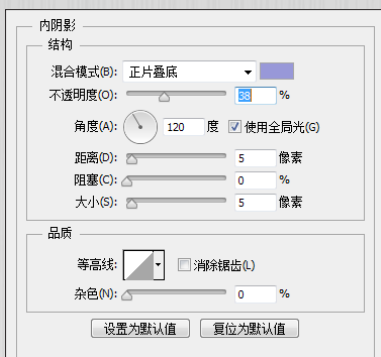 内阴影
结构
混合模式(B): 正片叠底
不透明度(O): 38 %
角度(A): 120 度 使用全局光(G)
距离(D): 5 像素
阻塞(C): 0 %
大小(S): 5 像素
品质
等高线: 消除锯齿(L)
杂色(N): 0 %
设置为默认值 复位为默认值